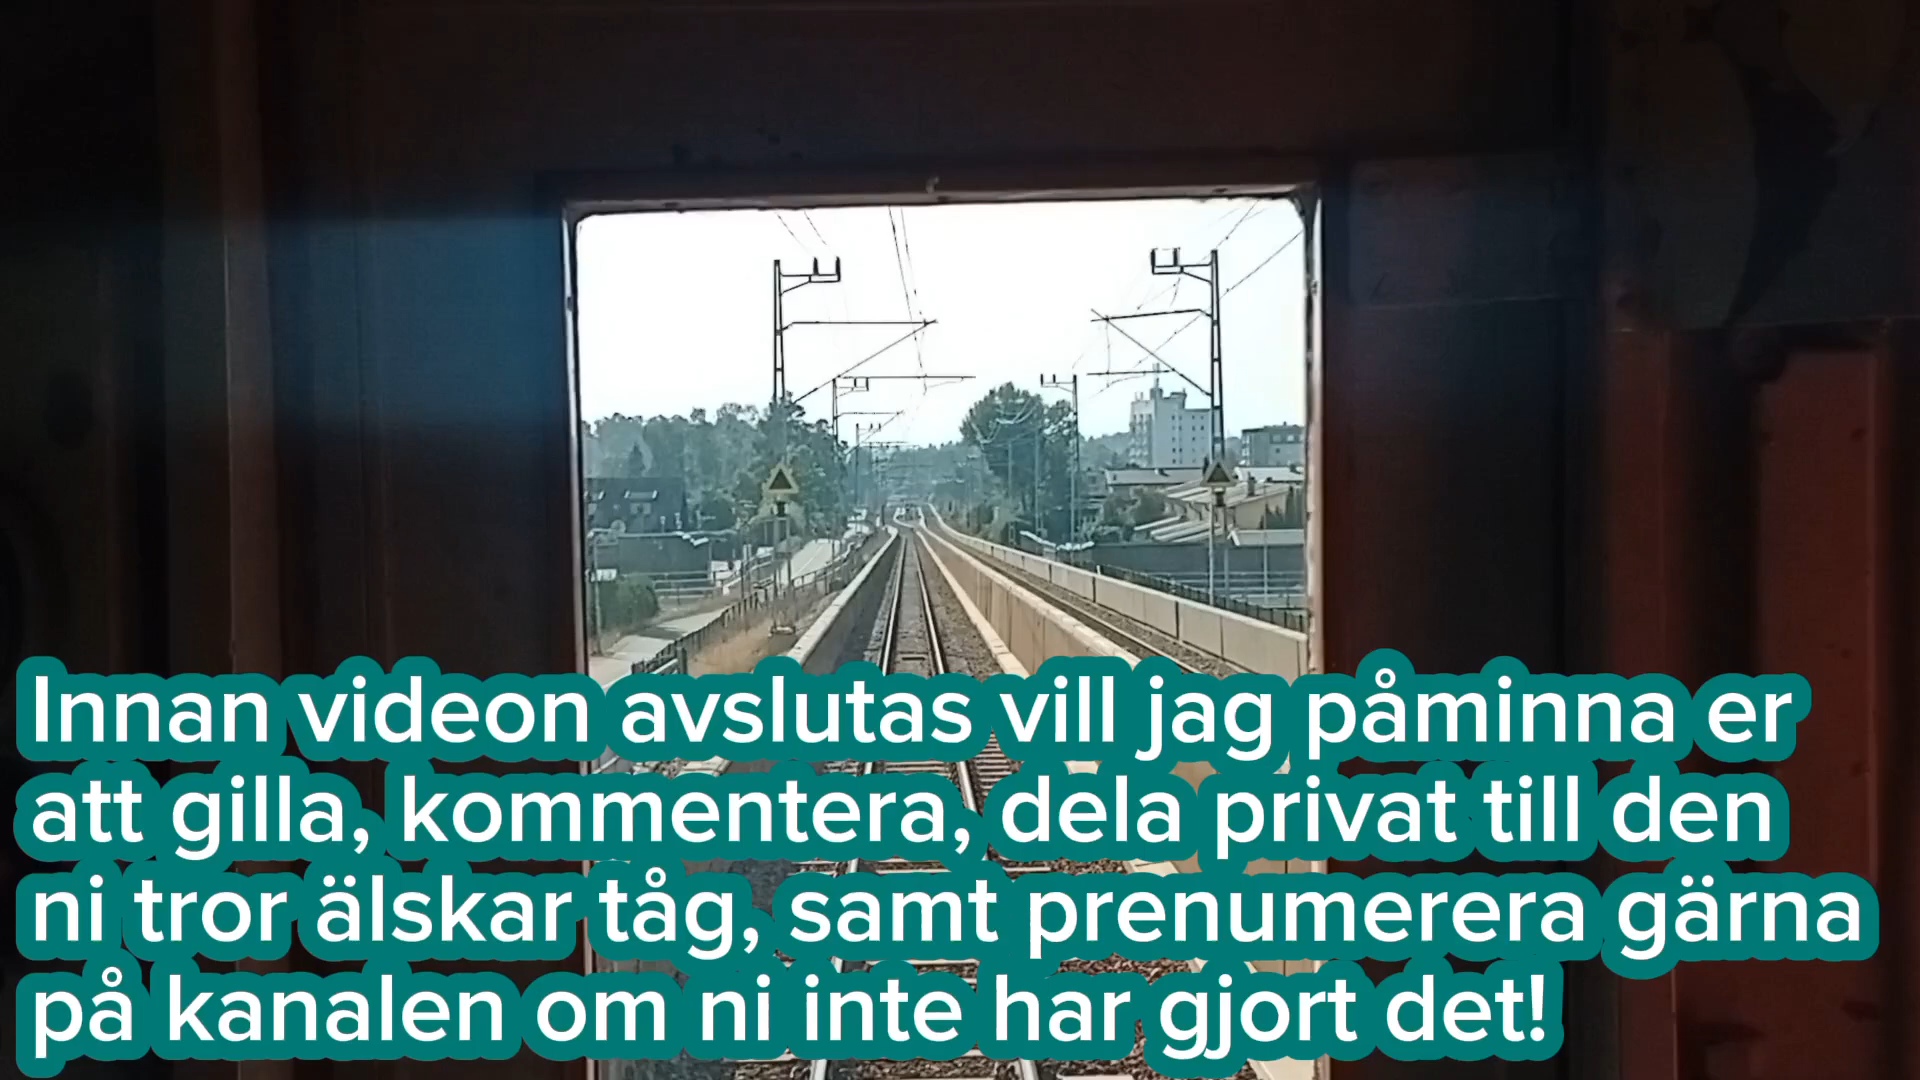 Innan videon avslutas vill jag påminna er
att gilla, kommentera, dela privat till den
ni tror älskar tåg, samt prenumerera gärna
på kanalen om ni inte har gjort det!